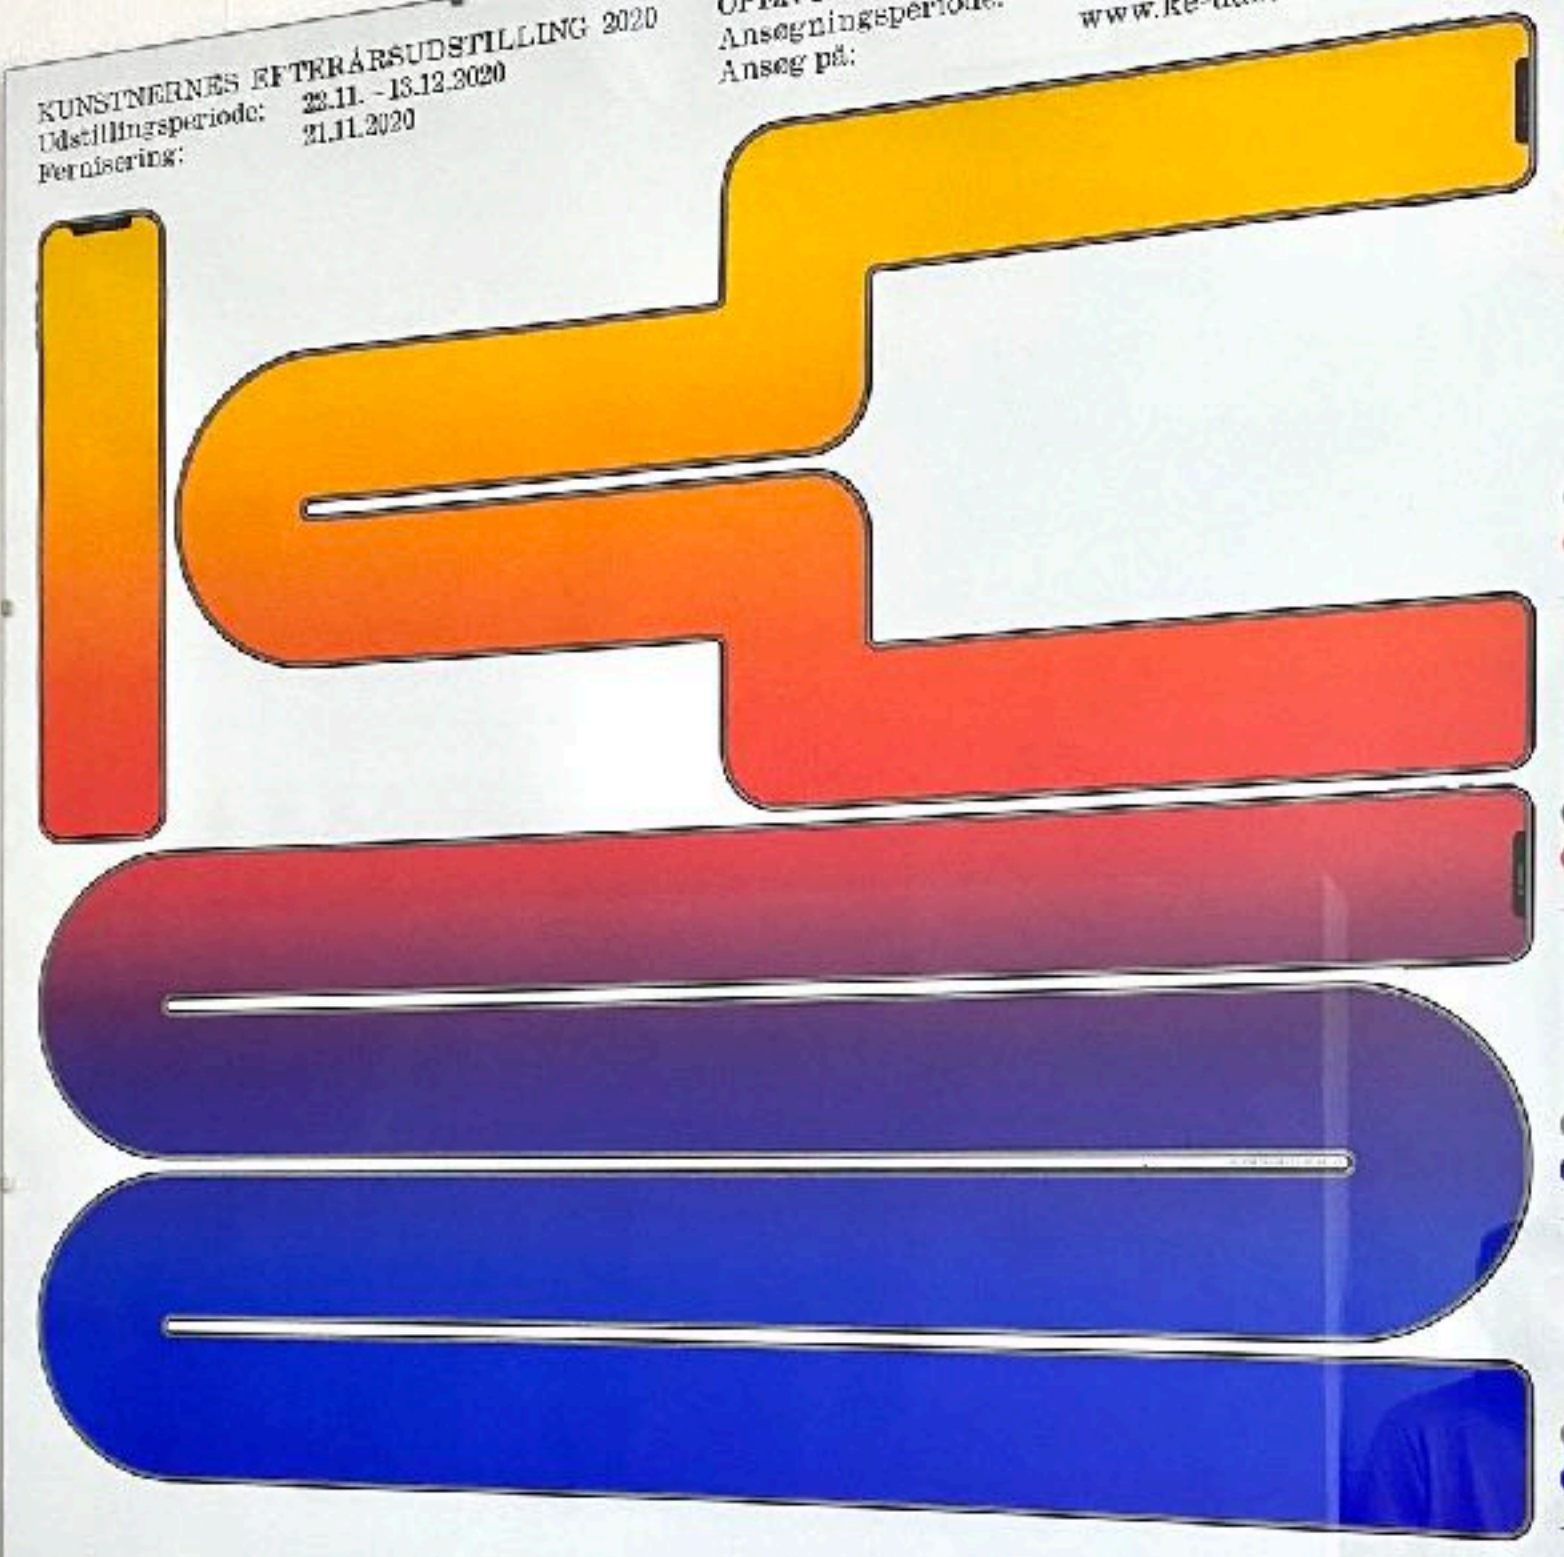 KUNSTNERNES EFTERÅRSUDSTILLING 2020
Udstillingsperiode: 22.11. - 13.12.2020
Fernisering: 21.11.2020
Ansøgningsperiode:
Ansøg på: